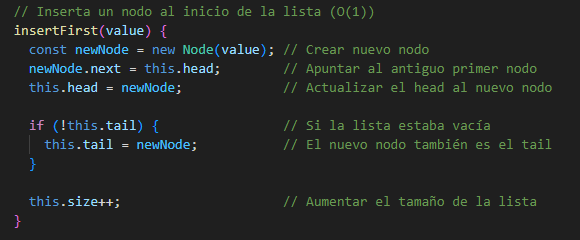 // Inserta un nodo al inicio de la lista (O(1))
insertFirst(value) {
const newNode = new Node(value); // Crear nuevo nodo
newNode.next = this.head; // Apuntar al antiguo primer nodo
this.head = newNode; // Actualizar el head al nuevo nodo
if (!this.tail) { // Si la lista estaba vacía
this.tail = newNode; // El nuevo nodo también es el tail
}
this.size++; // Aumentar el tamaño de la lista
}